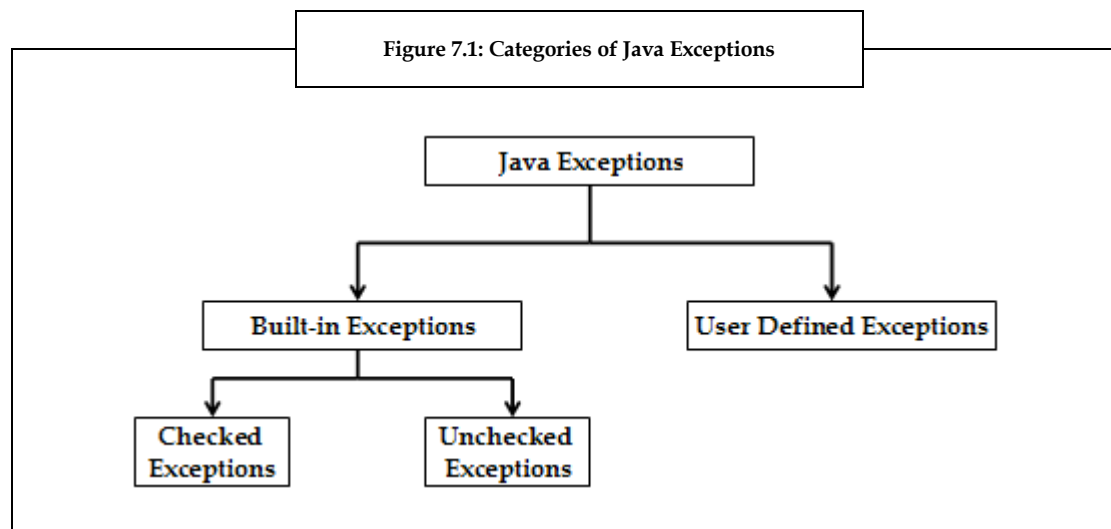 Figure 7.1: Categories of Java Exceptions
Java Exceptions
Built-in Exceptions
User Defined Exceptions
Checked
Exceptions
Unchecked
Exceptions